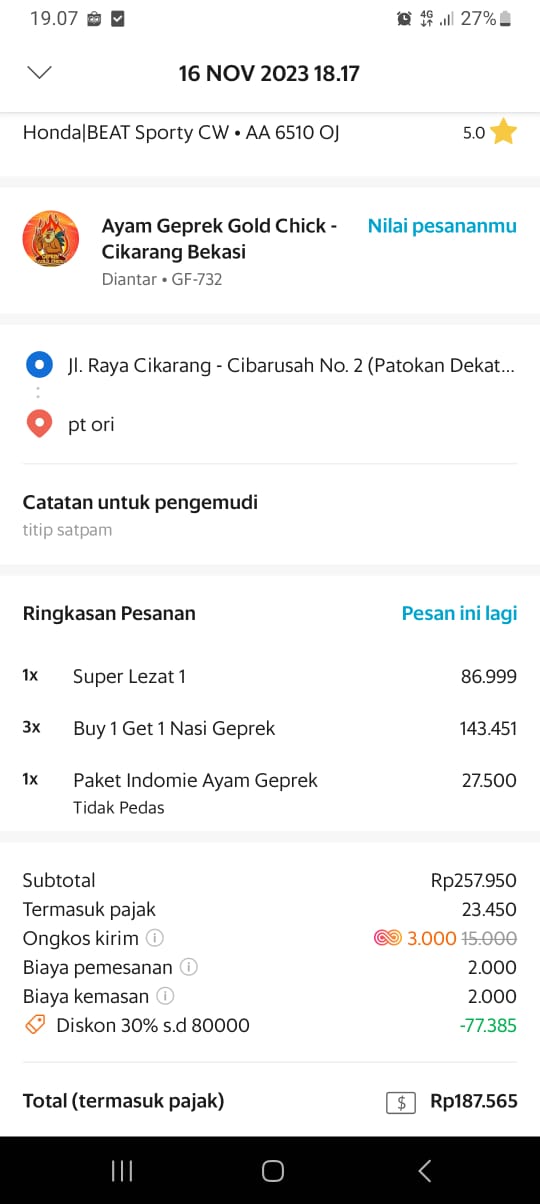 19.07 4G 27%
16 NOV 2023 18.17
Honda|BEAT Sporty CW • AA 6510 OJ 5.0
Ayam Geprek Gold Chick - Nilai pesananmu
Cikarang Bekasi
Diantar • GF-732
Jl. Raya Cikarang - Cibarusah No. 2 (Patokan Dekat...
pt ori
Catatan untuk pengemudi
titip satpam
Ringkasan Pesanan Pesan ini lagi
1x Super Lezat 1 86.999
3x Buy 1 Get 1 Nasi Geprek 143.451
1x Paket Indomie Ayam Geprek 27.500
Tidak Pedas
Subtotal Rp257.950
Termasuk pajak 23.450
Ongkos kirim 3.000 15.000
Biaya pemesanan 2.000
Biaya kemasan 2.000
Diskon 30% s.d 80000 -77.385
Total (termasuk pajak) $ Rp187.565